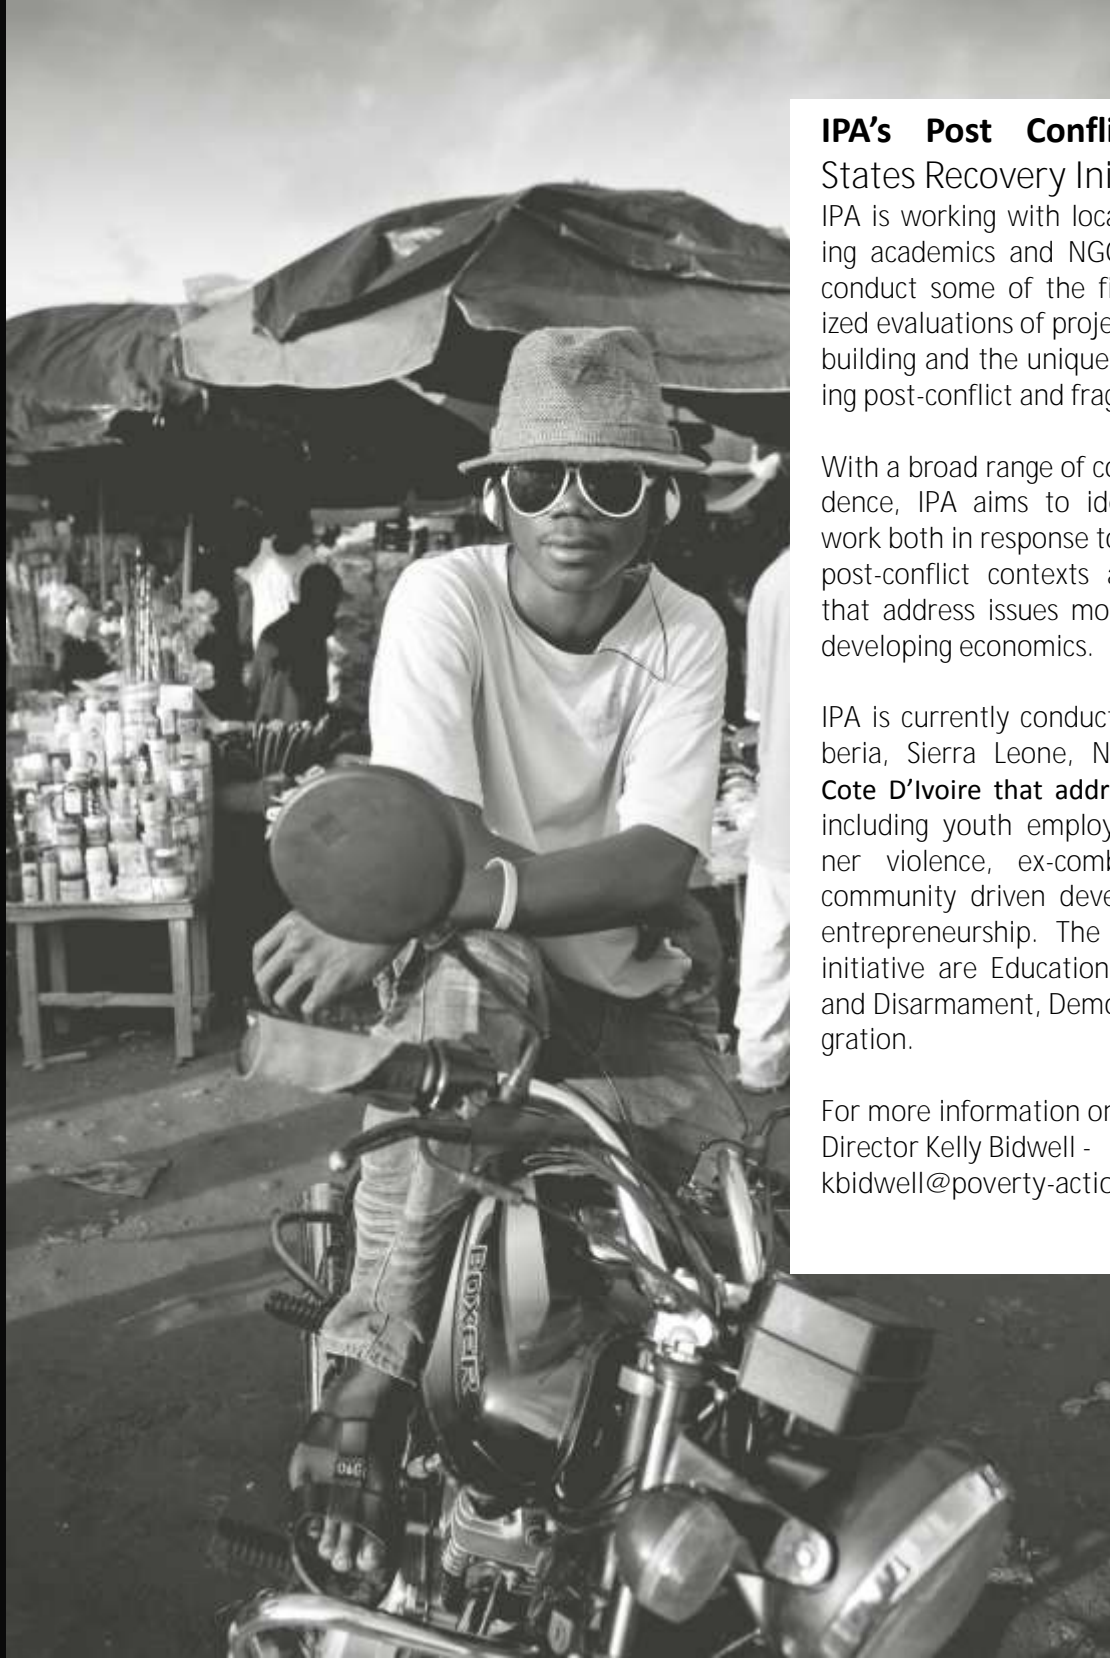 IPA's Post Confli
States Recovery Ini
IPA is working with loca
ing academics and NGO
conduct some of the fi
ized evaluations of proje
building and the unique
ing post-conflict and frag
With a broad range of co
dence, IPA aims to ide
work both in response to
post-conflict contexts a
that address issues mo
developing economics.
IPA is currently conduct
beria, Sierra Leone, N
Cote D'Ivoire that addr
including youth employ
ner violence, ex-comb
community driven deve
entrepreneurship. The
initiative are Education
and Disarmament, Demo
gration.
For more information on
Director Kelly Bidwell -
kbidwell@poverty-actio
BOXER